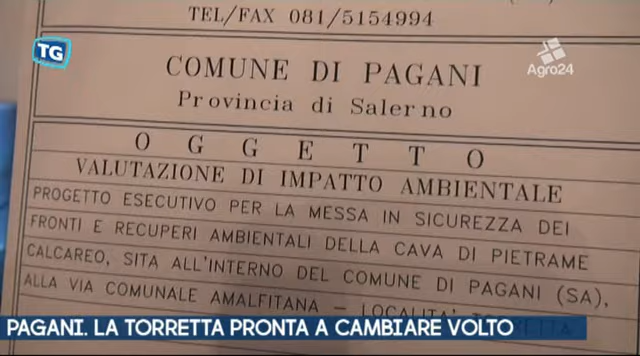 TEL/FAX 081/5154994
TG
Agro24
COMUNE DI PAGANI
Provincia di Salerno
OGGETTO
VALUTAZIONE DI IMPATTO AMBIENTALE
PROGETTO ESECUTIVO PER LA MESSA IN SICUREZZA DEI
FRONTI E RECUPERI AMBIENTALI DELLA CAVA DI PIETRAME
CALCAREO, SITA ALL'INTERNO DEL COMUNE DI PAGANI (SA),
ALLA VIA COMUNALE AMALFITANA – LOCALITA'
PAGANI. LA TORRETTA PRONTA A CAMBIARE VOLTO